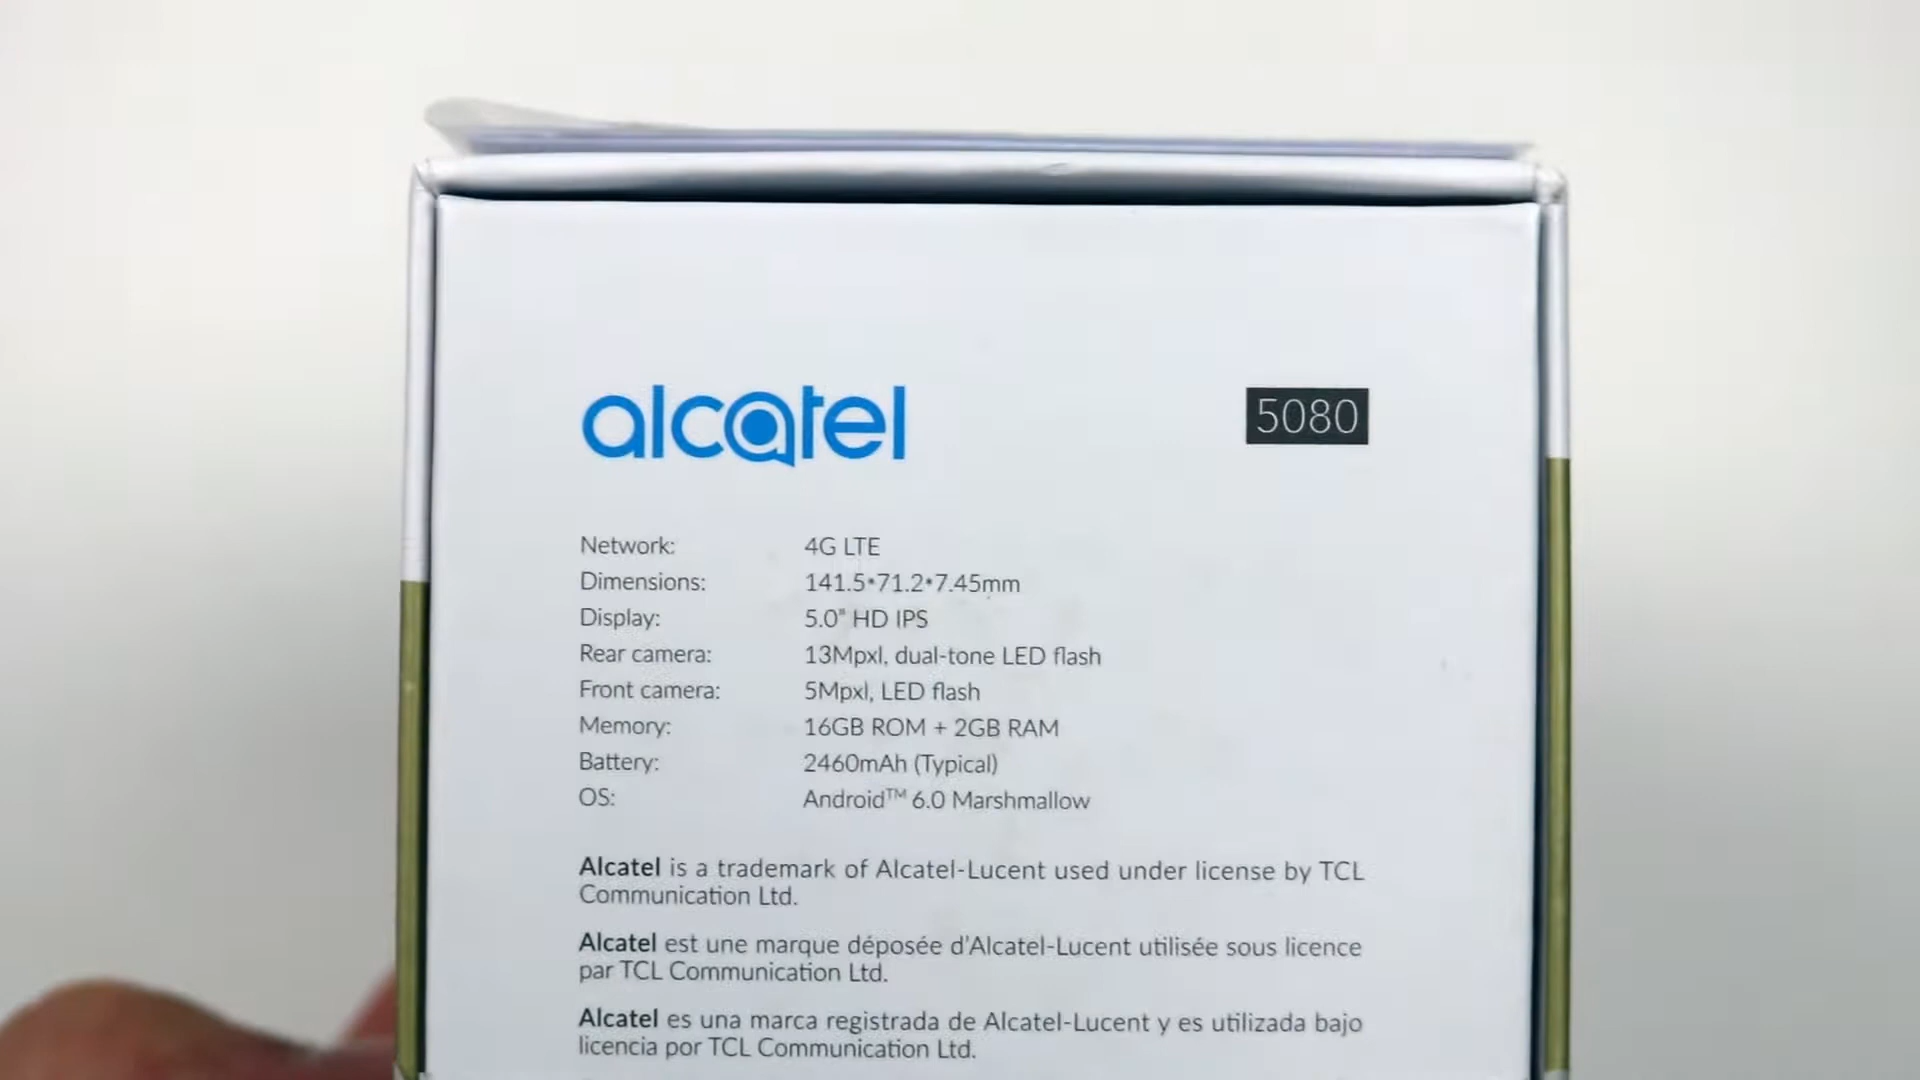 alcatel
5080
Network: 4G LTE
Dimensions: 141.5*71.2*7.45mm
Display: 5.0" HD IPS
Rear camera: 13Mpxl, dual-tone LED flash
Front camera: 5Mpxl, LED flash
Memory: 16GB ROM + 2GB RAM
Battery: 2460mAh (Typical)
OS: Android™ 6.0 Marshmallow
Alcatel is a trademark of Alcatel-Lucent used under license by TCL
Communication Ltd.
Alcatel est une marque déposée d'Alcatel-Lucent utilisée sous licence
par TCL Communication Ltd.
Alcatel es una marca registrada de Alcatel-Lucent y es utilizada bajo
licencia por TCL Communication Ltd.